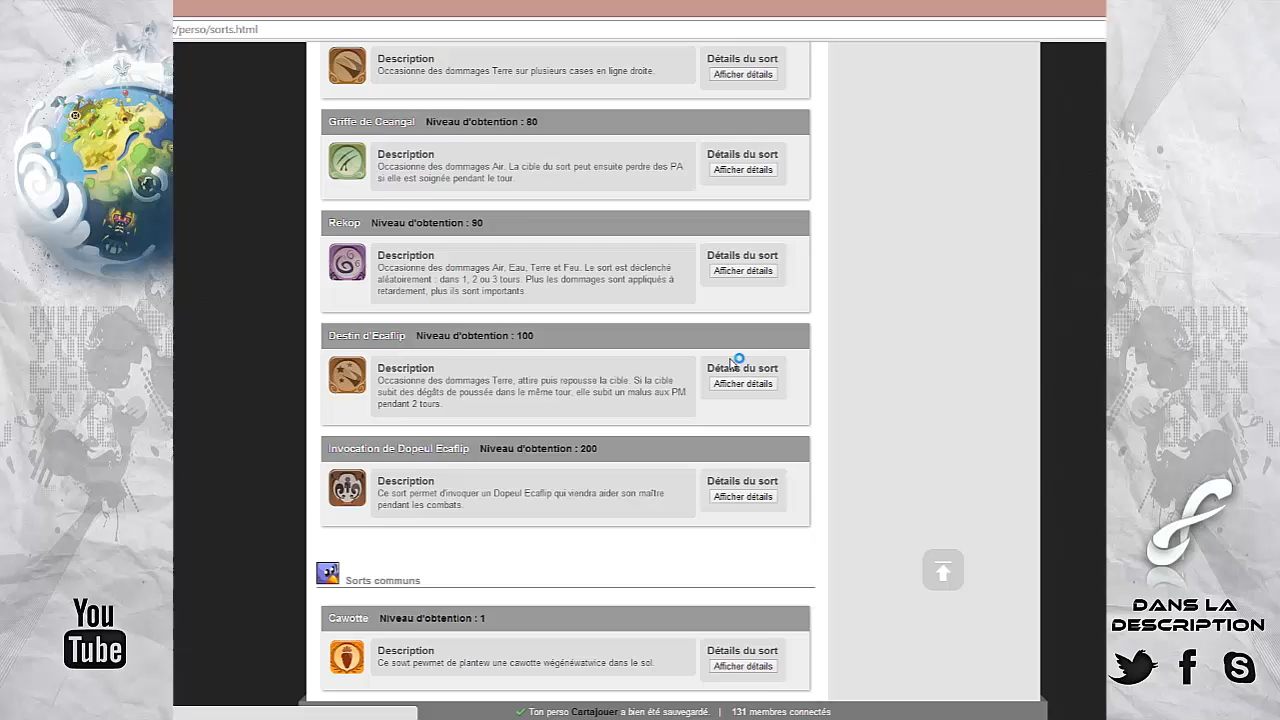 /perso/sorts.html
Description
Occasionne des dommages Terre sur plusieurs cases en ligne droite.
Détails du sort
Afficher détails
Griffe de Ceangal Niveau d'obtention : 80
Description
Occasionne des dommages Air. La cible du sort peut ensuite perdre des PA
si elle est soignée pendant le tour.
Détails du sort
Afficher détails
Rekop Niveau d'obtention : 90
Description
Occasionne des dommages Air, Eau, Terre et Feu. Le sort est déclenché
aléatoirement : dans 1, 2 ou 3 tours. Plus les dommages sont appliqués à
retardement, plus ils sont importants.
Détails du sort
Afficher détails
Destin d'Ecaflip Niveau d'obtention : 100
Description
Occasionne des dommages Terre, attire puis repousse la cible. Si la cible
subit des dégâts de poussée dans le même tour, elle subit un malus aux PM
pendant 2 tours.
Détails du sort
Afficher détails
Invocation de Dopeul Ecaflip Niveau d'obtention : 200
Description
Ce sort permet d'invoquer un Dopeul Ecaflip qui viendra aider son maître
pendant les combats.
Détails du sort
Afficher détails
Sorts communs
Cawotte Niveau d'obtention : 1
Description
Ce sowt pewmet de plantew une cawotte wégénéwatwice dans le sol.
Détails du sort
Afficher détails
Ton perso CartaJouer a bien été sauvegardé. | 131 membres connectés
You
Tube
DANS LA
DESCRIPTION